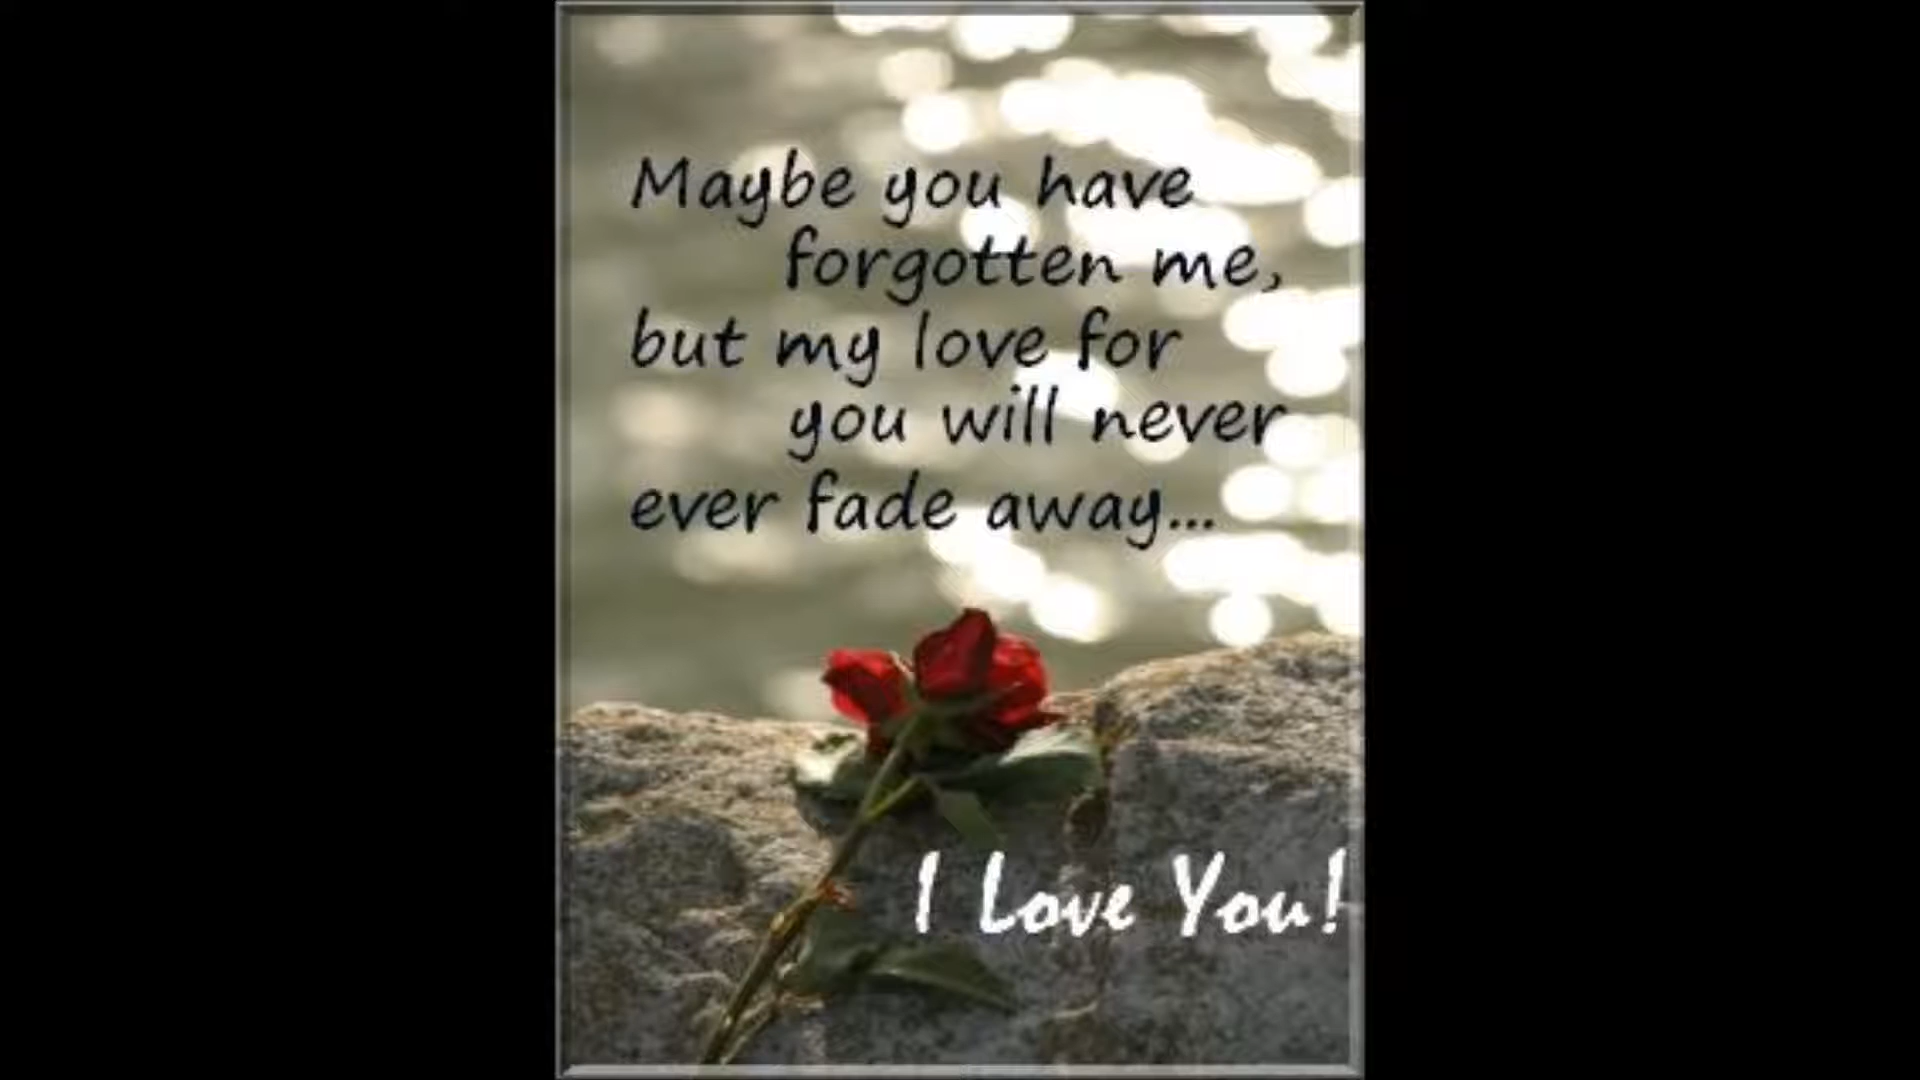 Maybe you have
forgotten me,
but my love for
you will never
ever fade away...
I Love You!